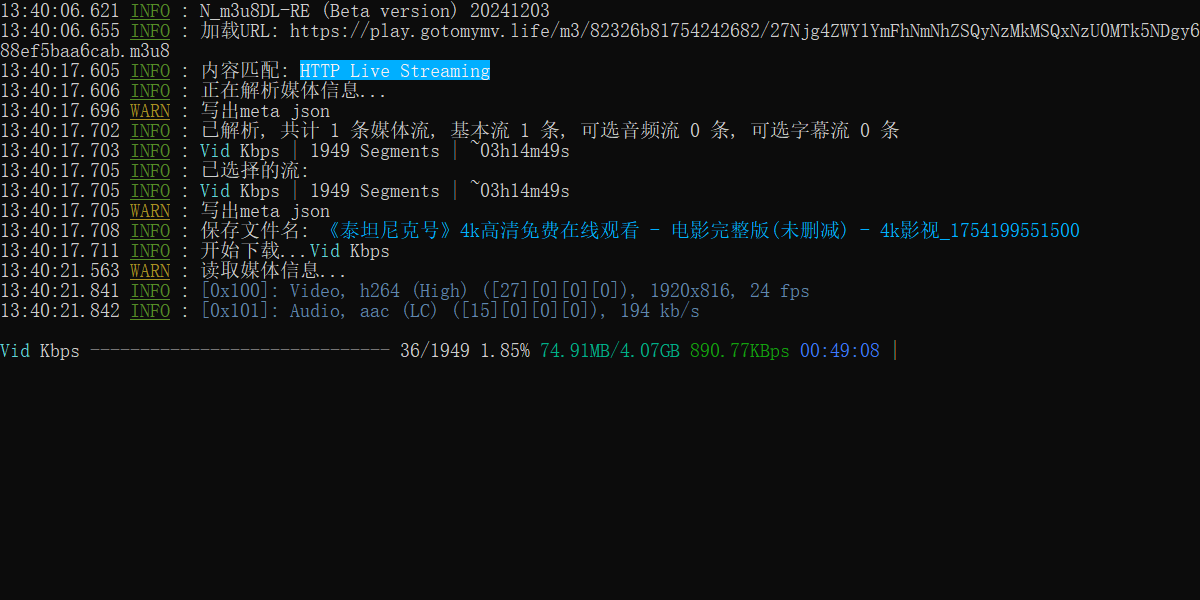 13:40:06.621 INFO : N_m3u8DL-RE (Beta version) 20241203
13:40:06.655 INFO : 加载URL: https://play.gotomymv.life/m3/82326b81754242682/27Njg4ZWY1YmFhNmNhZSQyNzMkMSQxNzU0MTk5NDgy6
88ef5baa6cab.m3u8
13:40:17.605 INFO : 内容匹配: HTTP Live Streaming
13:40:17.606 INFO : 正在解析媒体信息...
13:40:17.696 WARN : 写出meta json
13:40:17.702 INFO : 已解析, 共计 1 条媒体流, 基本流 1 条, 可选音频流 0 条, 可选字幕流 0 条
13:40:17.703 INFO : Vid Kbps | 1949 Segments | ~03h14m49s
13:40:17.705 INFO : 已选择的流:
13:40:17.705 INFO : Vid Kbps | 1949 Segments | ~03h14m49s
13:40:17.705 WARN : 写出meta json
13:40:17.708 INFO : 保存文件名: 《泰坦尼克号》4k高清免费在线观看 - 电影完整版(未删减) - 4k影视_1754199551500
13:40:17.711 INFO : 开始下载...Vid Kbps
13:40:21.563 WARN : 读取媒体信息...
13:40:21.841 INFO : [0x100]: Video, h264 (High) ([27][0][0][0]), 1920x816, 24 fps
13:40:21.842 INFO : [0x101]: Audio, aac (LC) ([15][0][0][0]), 194 kb/s
Vid Kbps ------------------------------ 36/1949 1.85% 74.91MB/4.07GB 890.77KBps 00:49:08 |